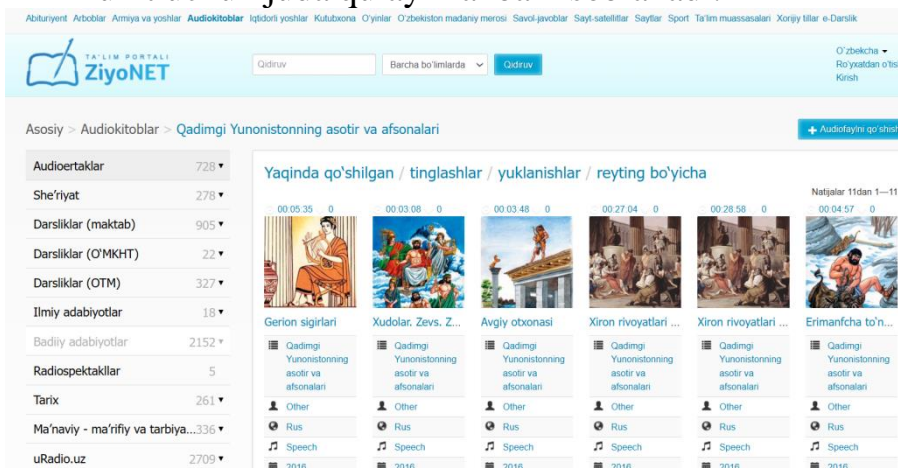 Abituriyent Arboblar Armiya va yoshlar Audiokitoblar Iqtidorli yoshlar Kutubxona O'yinlar O'zbekiston madaniy merosi Savol-javoblar Sayt-satellitlar Saytlar Sport Ta'lim muassasalari Xorijiy tillar e-Darslik
TA'LIM PORTALI
ZiyoNET
Qidiruv Barcha bo'limlarda Qidiruv
O'zbekcha
Ro'yxatdan o'tish
Kirish
Asosiy > Audiokitoblar > Qadimgi Yunonistonning asotir va afsonalari
Audiofaylni qo'shish
Audioertaklar 728
She'riyat 278
Darsliklar (maktab) 905
Darsliklar (O'MKHT) 22
Darsliklar (OTM) 327
Ilmiy adabiyotlar 18
Badiiy adabiyotlar 2152
Radiospektakllar 5
Tarix 261
Ma'naviy - ma'rifiy va tarbiya...336
uRadio.uz 2709
Yaqinda qo'shilgan / tinglashlar / yuklanishlar / reyting bo'yicha
Natijalar 11dan 1—11
00:05:35 0 00:03:08 0 00:03:48 0 00:27:04 0 00:28:58 0 00:04:57 0
Gerion sigirlari Xudolar. Zevs. Z... Avgiy otxonasi Xiron rivoyatlari ... Xiron rivoyatlari ... Erimanfcha to'n...
Qadimgi Qadimgi Qadimgi Qadimgi Qadimgi Qadimgi
Yunonistonning Yunonistonning Yunonistonning Yunonistonning Yunonistonning Yunonistonning
asotir va asotir va asotir va asotir va asotir va asotir va
afsonalari afsonalari afsonalari afsonalari afsonalari afsonalari
Other Other Other Other Other Other
Rus Rus Rus Rus Rus Rus
Speech Speech Speech Speech Speech Speech
2016 2016 2016 2016 2016 2016